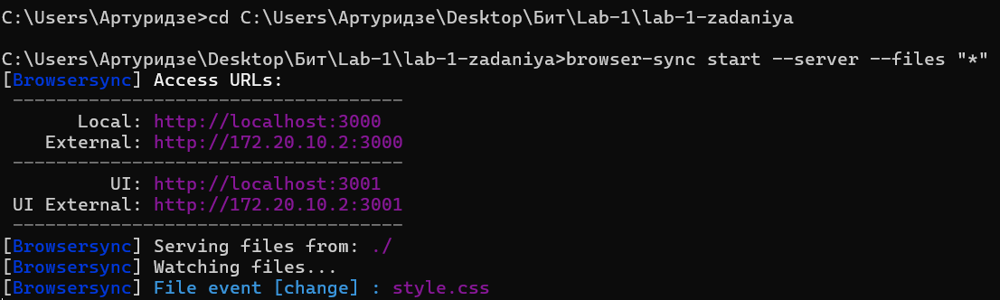 C:\Users\Артуридзе>cd C:\Users\Артуридзе\Desktop\Бит\Lab-1\lab-1-zadaniya
C:\Users\Артуридзе\Desktop\Бит\Lab-1\lab-1-zadaniya>browser-sync start --server --files "*"
[Browsersync] Access URLs:
 ------------------------------------
       Local: http://localhost:3000
    External: http://172.20.10.2:3000
 ------------------------------------
          UI: http://localhost:3001
 UI External: http://172.20.10.2:3001
 ------------------------------------
[Browsersync] Serving files from: ./
[Browsersync] Watching files...
[Browsersync] File event [change] : style.css